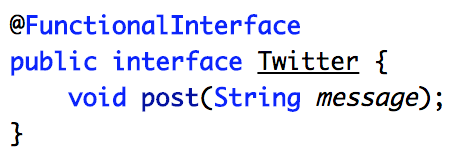 @FunctionalInterface
public interface Twitter {
    void post(String message);
}